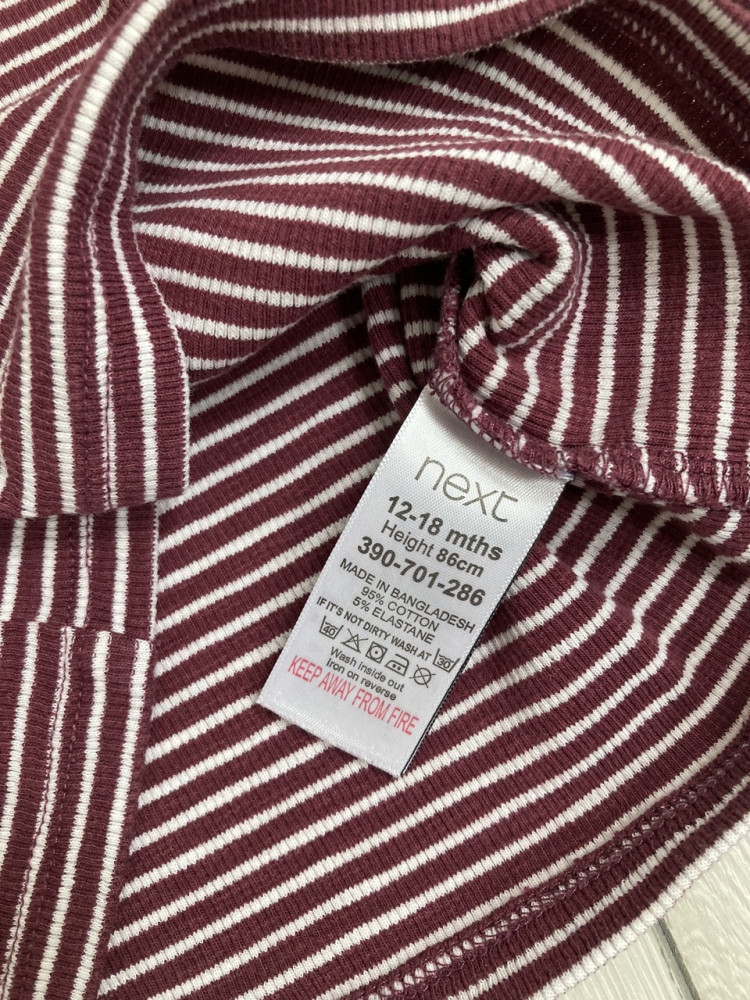 next
12-18 mths
Height 86cm
390-701-286
MADE IN BANGLADESH
95% COTTON
5% ELASTANE
IF IT'S NOT DIRTY WASH AT 30°
40°
Wash inside out
Iron on reverse
KEEP AWAY FROM FIRE